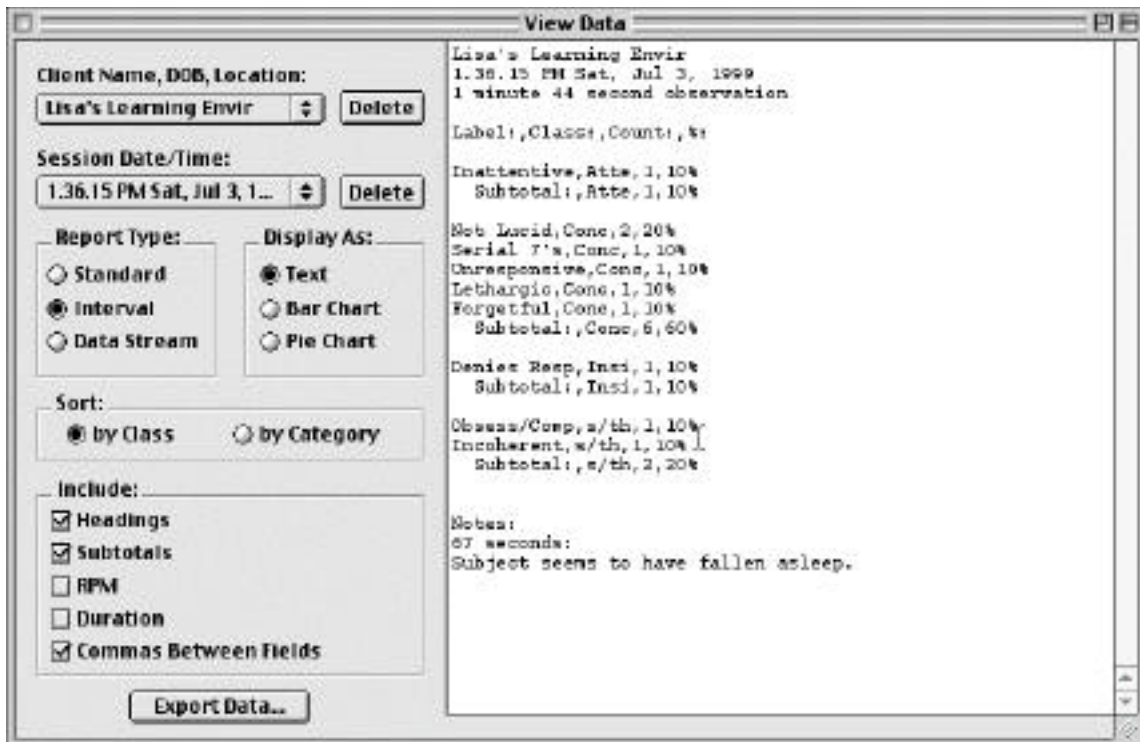 View Data
Client Name, DOB, Location:
Lisa's Learning Envir
Delete
Session Date/Time:
1.36.15 PM Sat, Jul 3, 1...
Delete
Report Type:
Standard
Interval
Data Stream
Display As:
Text
Bar Chart
Pie Chart
Sort:
by Class
by Category
Include:
Headings
Subtotals
RPM
Duration
Commas Between Fields
Export Data...
Lisa's Learning Envir
1.36.15 PM Sat, Jul 3, 1999
1 minute 44 second observation
Label:,Class:,Count:,%:
Inattentive,Atte,1,10%
Subtotal:,Atte,1,10%
Not Lucid,Conc,2,20%
Serial 7's,Conc,1,10%
Unresponsive,Conc,1,10%
Lethargic,Conc,1,10%
Forgetful,Conc,1,10%
Subtotal:,Conc,6,60%
Denies Resp,Insi,1,10%
Subtotal:,Insi,1,10%
Obsess/Comp,s/th,1,10%
Incoherent,s/th,1,10%
Subtotal:,s/th,2,20%
Notes:
67 seconds:
Subject seems to have fallen asleep.